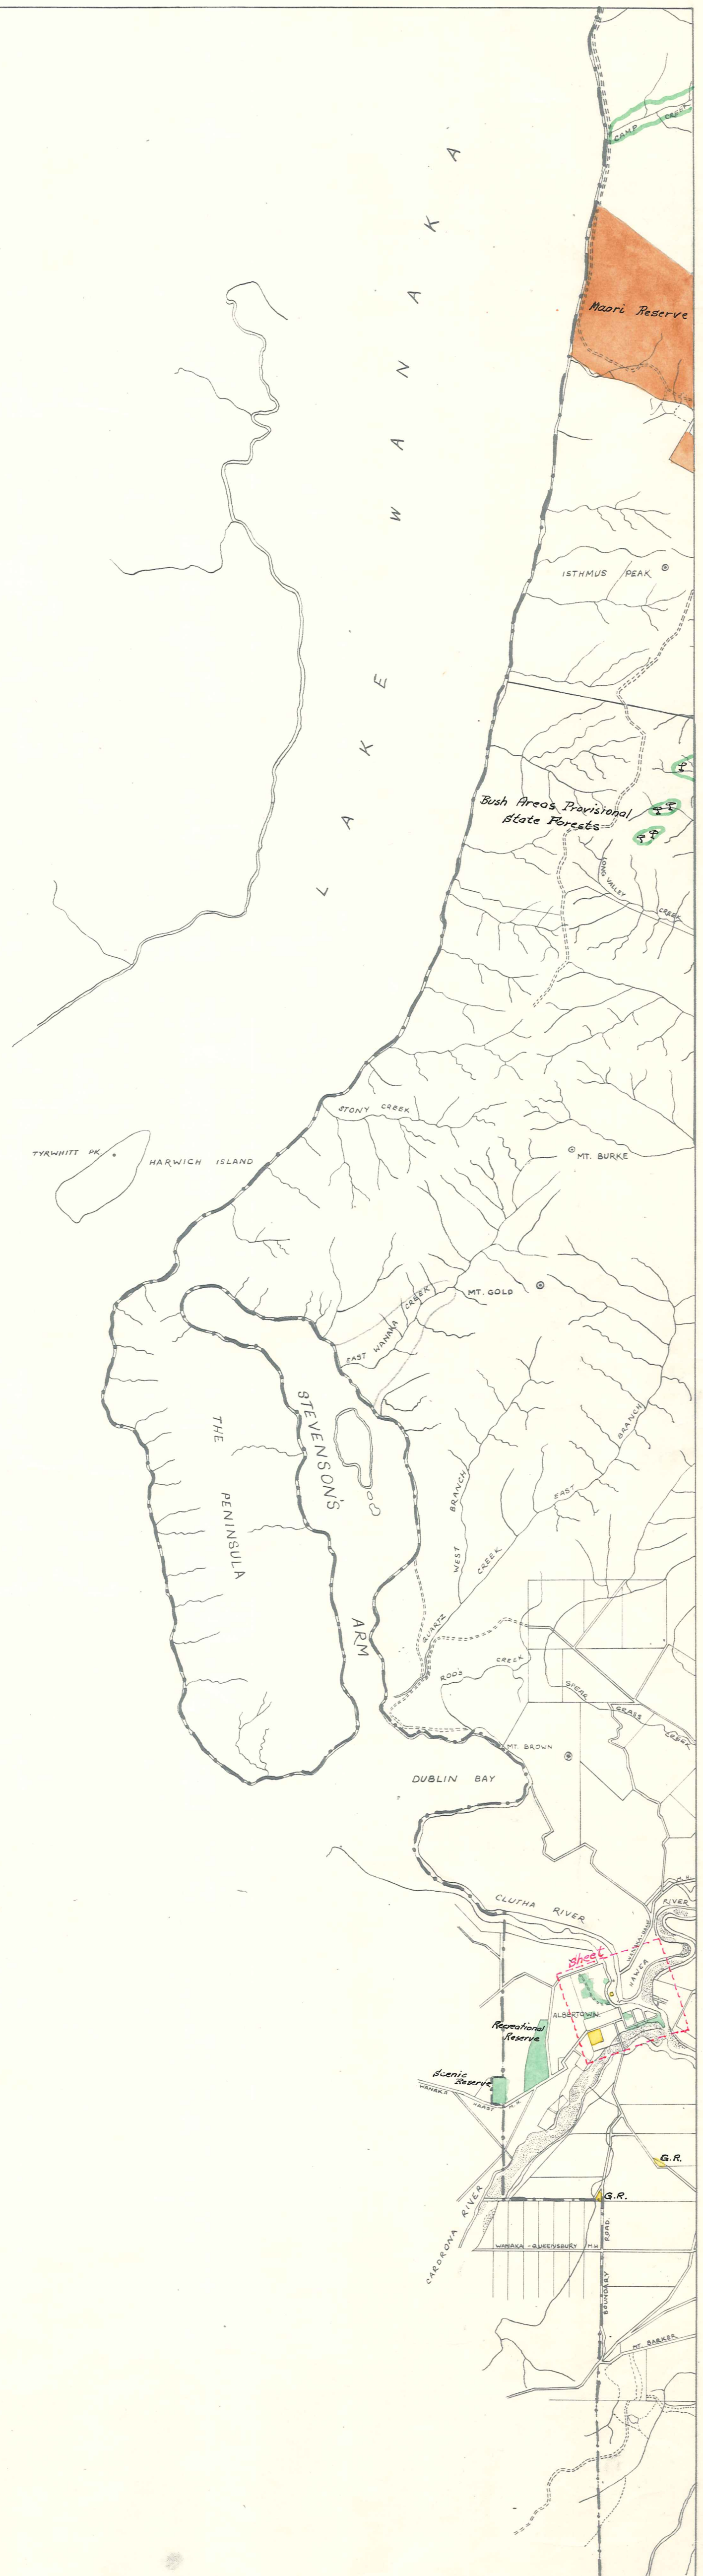 CAMP CREEK
Maori Reserve
LAKE WANAKA
ISTHMUS PEAK
Bush Areas Provisional
State Forests
LONG VALLEY CREEK
STONY CREEK
TYRWHITT PK
HARWICH ISLAND
MT. BURKE
MT. GOLD
EAST WANAKA CREEK
STEVENSON'S ARM
THE PENINSULA
WEST BRANCH
EAST BRANCH
QUARTZ CREEK
RODS CREEK
SPEAR GRASS CREEK
MT. BROWN
DUBLIN BAY
CLUTHA RIVER
M.H.
RIVER
HAWEA
Sheet
ALBERTOWN
Recreational
Reserve
Scenic
Reserve
WANAKA HAAST M.H.
G.R.
G.R.
CARDRONA RIVER
WANAKA - QUEENSBURY M.H.
BOUNDARY ROAD
MT. BARKER